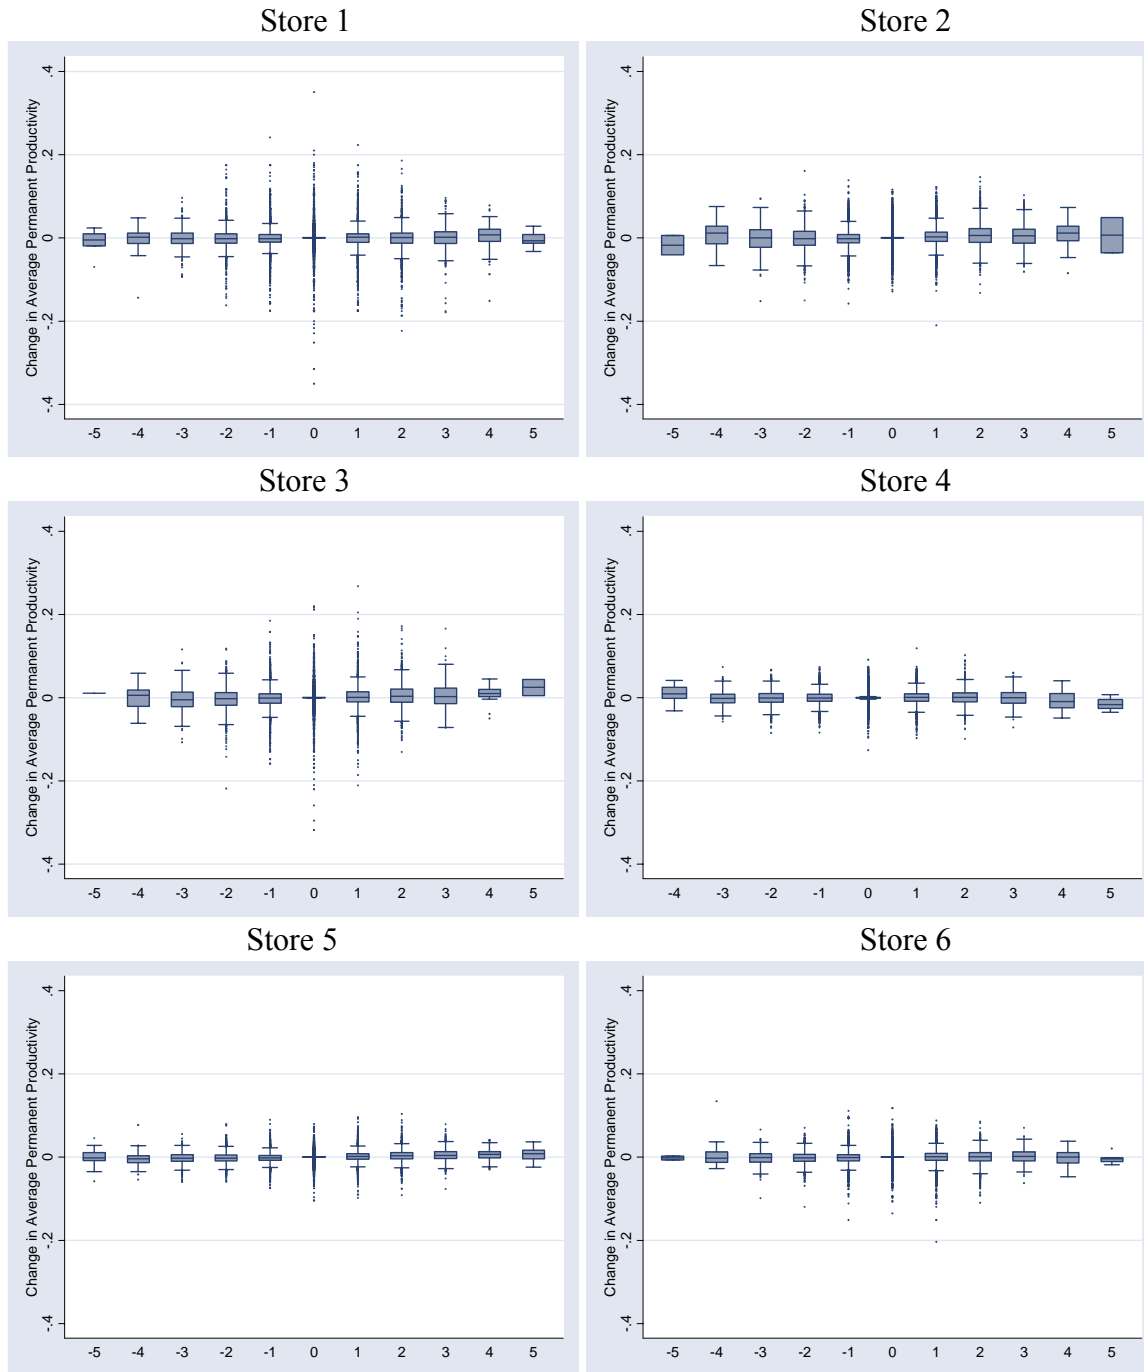 Store 1
Store 2
Change in Average Permanent Productivity
.4
.2
0
-.2
-.4
-5 -4 -3 -2 -1 0 1 2 3 4 5
Change in Average Permanent Productivity
.4
.2
0
-.2
-.4
-5 -4 -3 -2 -1 0 1 2 3 4 5
Store 3
Store 4
Change in Average Permanent Productivity
.4
.2
0
-.2
-.4
-5 -4 -3 -2 -1 0 1 2 3 4 5
Change in Average Permanent Productivity
.4
.2
0
-.2
-.4
-4 -3 -2 -1 0 1 2 3 4 5
Store 5
Store 6
Change in Average Permanent Productivity
.4
.2
0
-.2
-.4
-5 -4 -3 -2 -1 0 1 2 3 4 5
Change in Average Permanent Productivity
.4
.2
0
-.2
-.4
-5 -4 -3 -2 -1 0 1 2 3 4 5